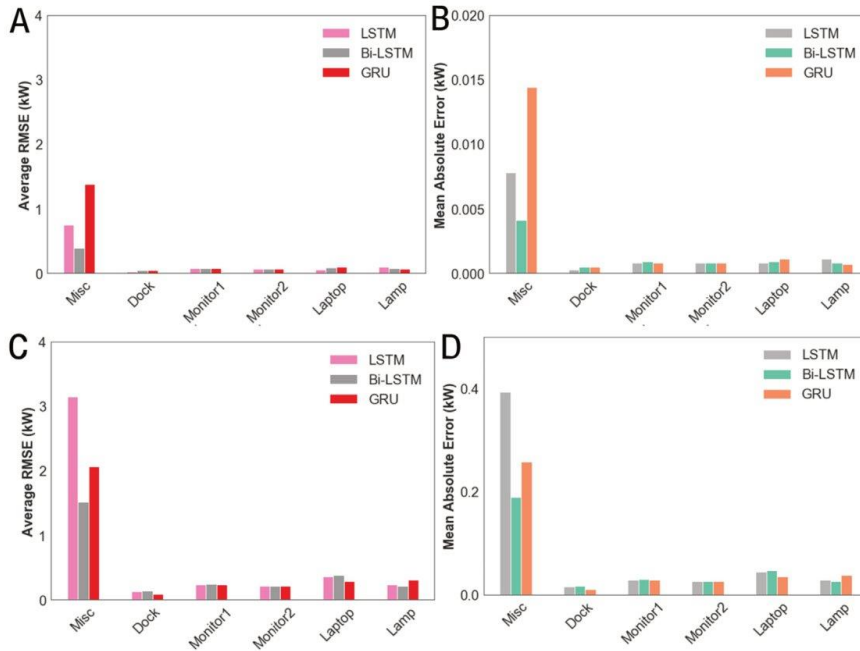 A
Average RMSE (kW)
4
3
2
1
0
LSTM
Bi-LSTM
GRU
Misc
Dock
Monitor1
Monitor2
Laptop
Lamp
B
Mean Absolute Error (kW)
0.020
0.015
0.010
0.005
0.000
LSTM
Bi-LSTM
GRU
Misc
Dock
Monitor1
Monitor2
Laptop
Lamp
C
Average RMSE (kW)
4
3
2
1
0
LSTM
Bi-LSTM
GRU
Misc
Dock
Monitor1
Monitor2
Laptop
Lamp
D
Mean Absolute Error (kW)
0.4
0.2
0.0
LSTM
Bi-LSTM
GRU
Misc
Dock
Monitor1
Monitor2
Laptop
Lamp